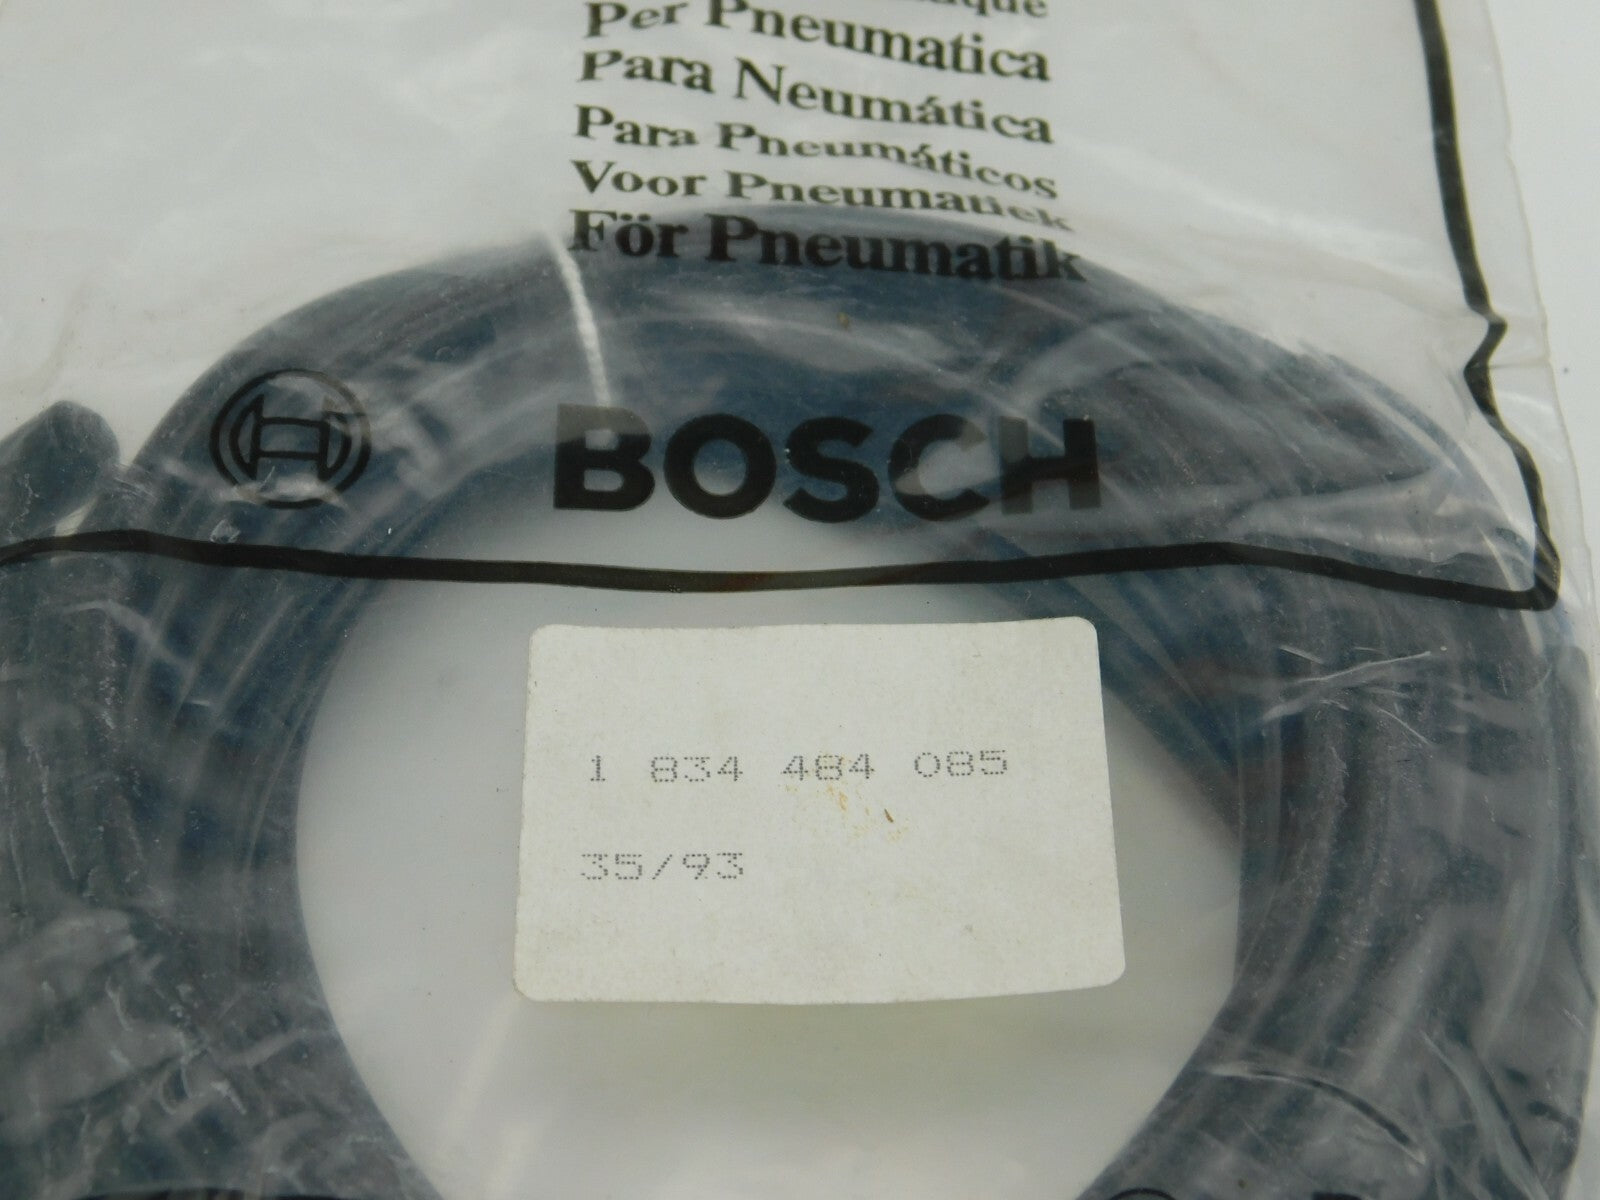 Per Pneumatica
Para Neumática
Para Pneumáticos
Voor Pneumatiek
För Pneumatik
BOSCH
1 834 484 085
35/93